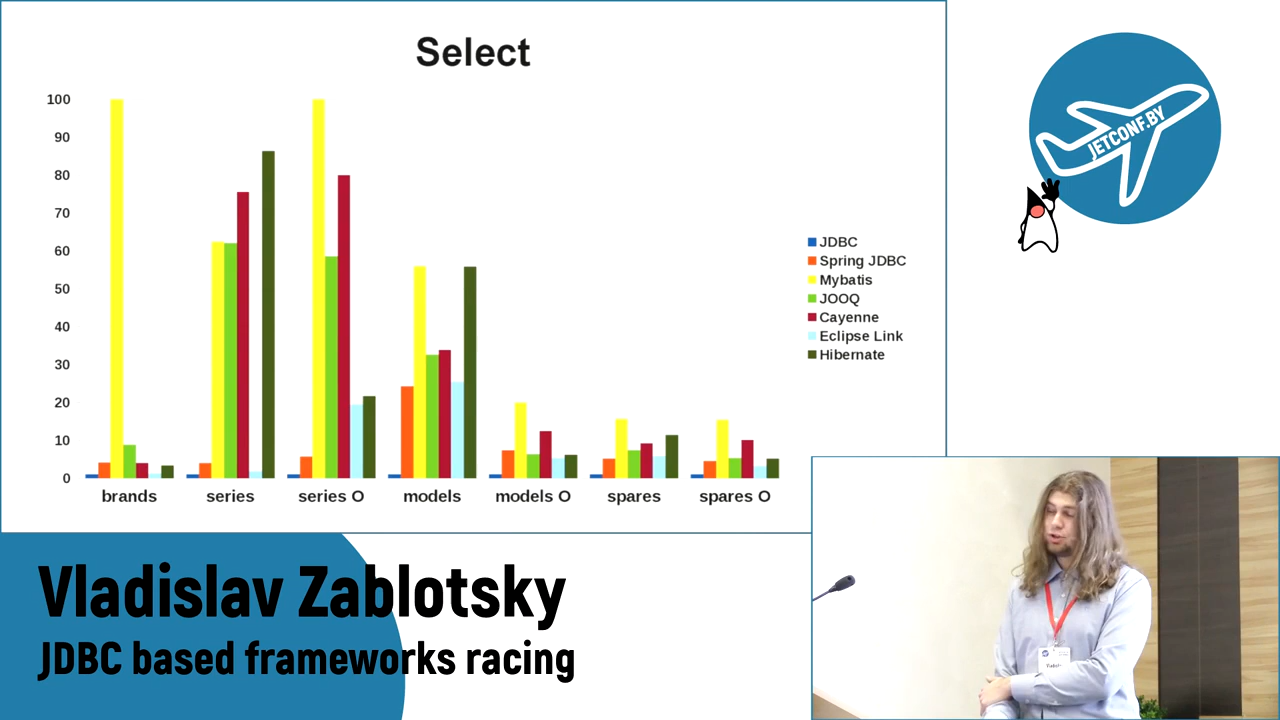 Select
100
90
80
70
60
50
40
30
20
10
0
brands series series O models models O spares spares O
JDBC
Spring JDBC
Mybatis
JOOQ
Cayenne
Eclipse Link
Hibernate
JETCONF.BY
Vladislav Zablotsky
JDBC based frameworks racing